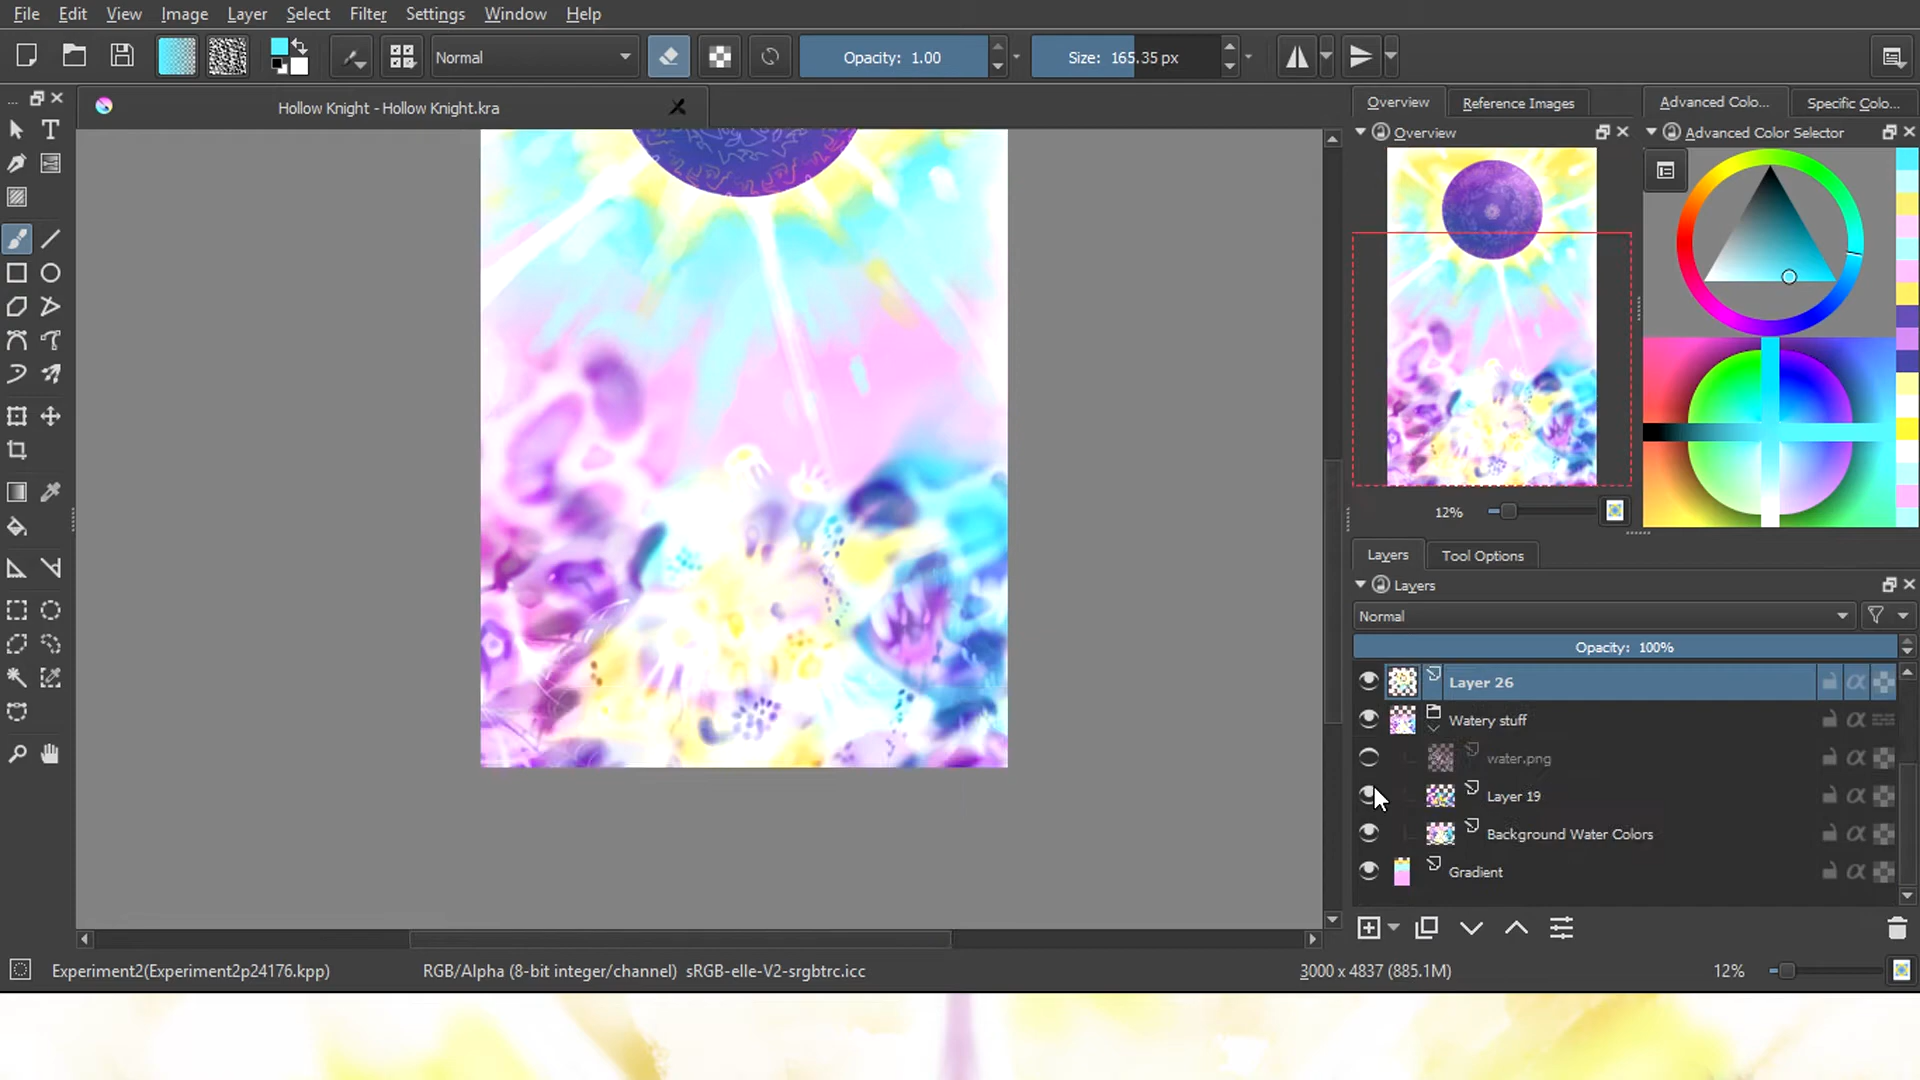 File Edit View Image Layer Select Filter Settings Window Help
Normal Opacity: 1.00 Size: 165.35 px
Hollow Knight - Hollow Knight.kra
Overview Reference Images Advanced Colo... Specific Colo...
Overview Advanced Color Selector
12%
Layers Tool Options
Layers
Normal
Opacity: 100%
Layer 26
Watery stuff
water.png
Layer 19
Background Water Colors
Gradient
Experiment2(Experiment2p24176.kpp) RGB/Alpha (8-bit integer/channel) sRGB-elle-V2-srgbtrc.icc 3000 x 4837 (885.1M) 12%